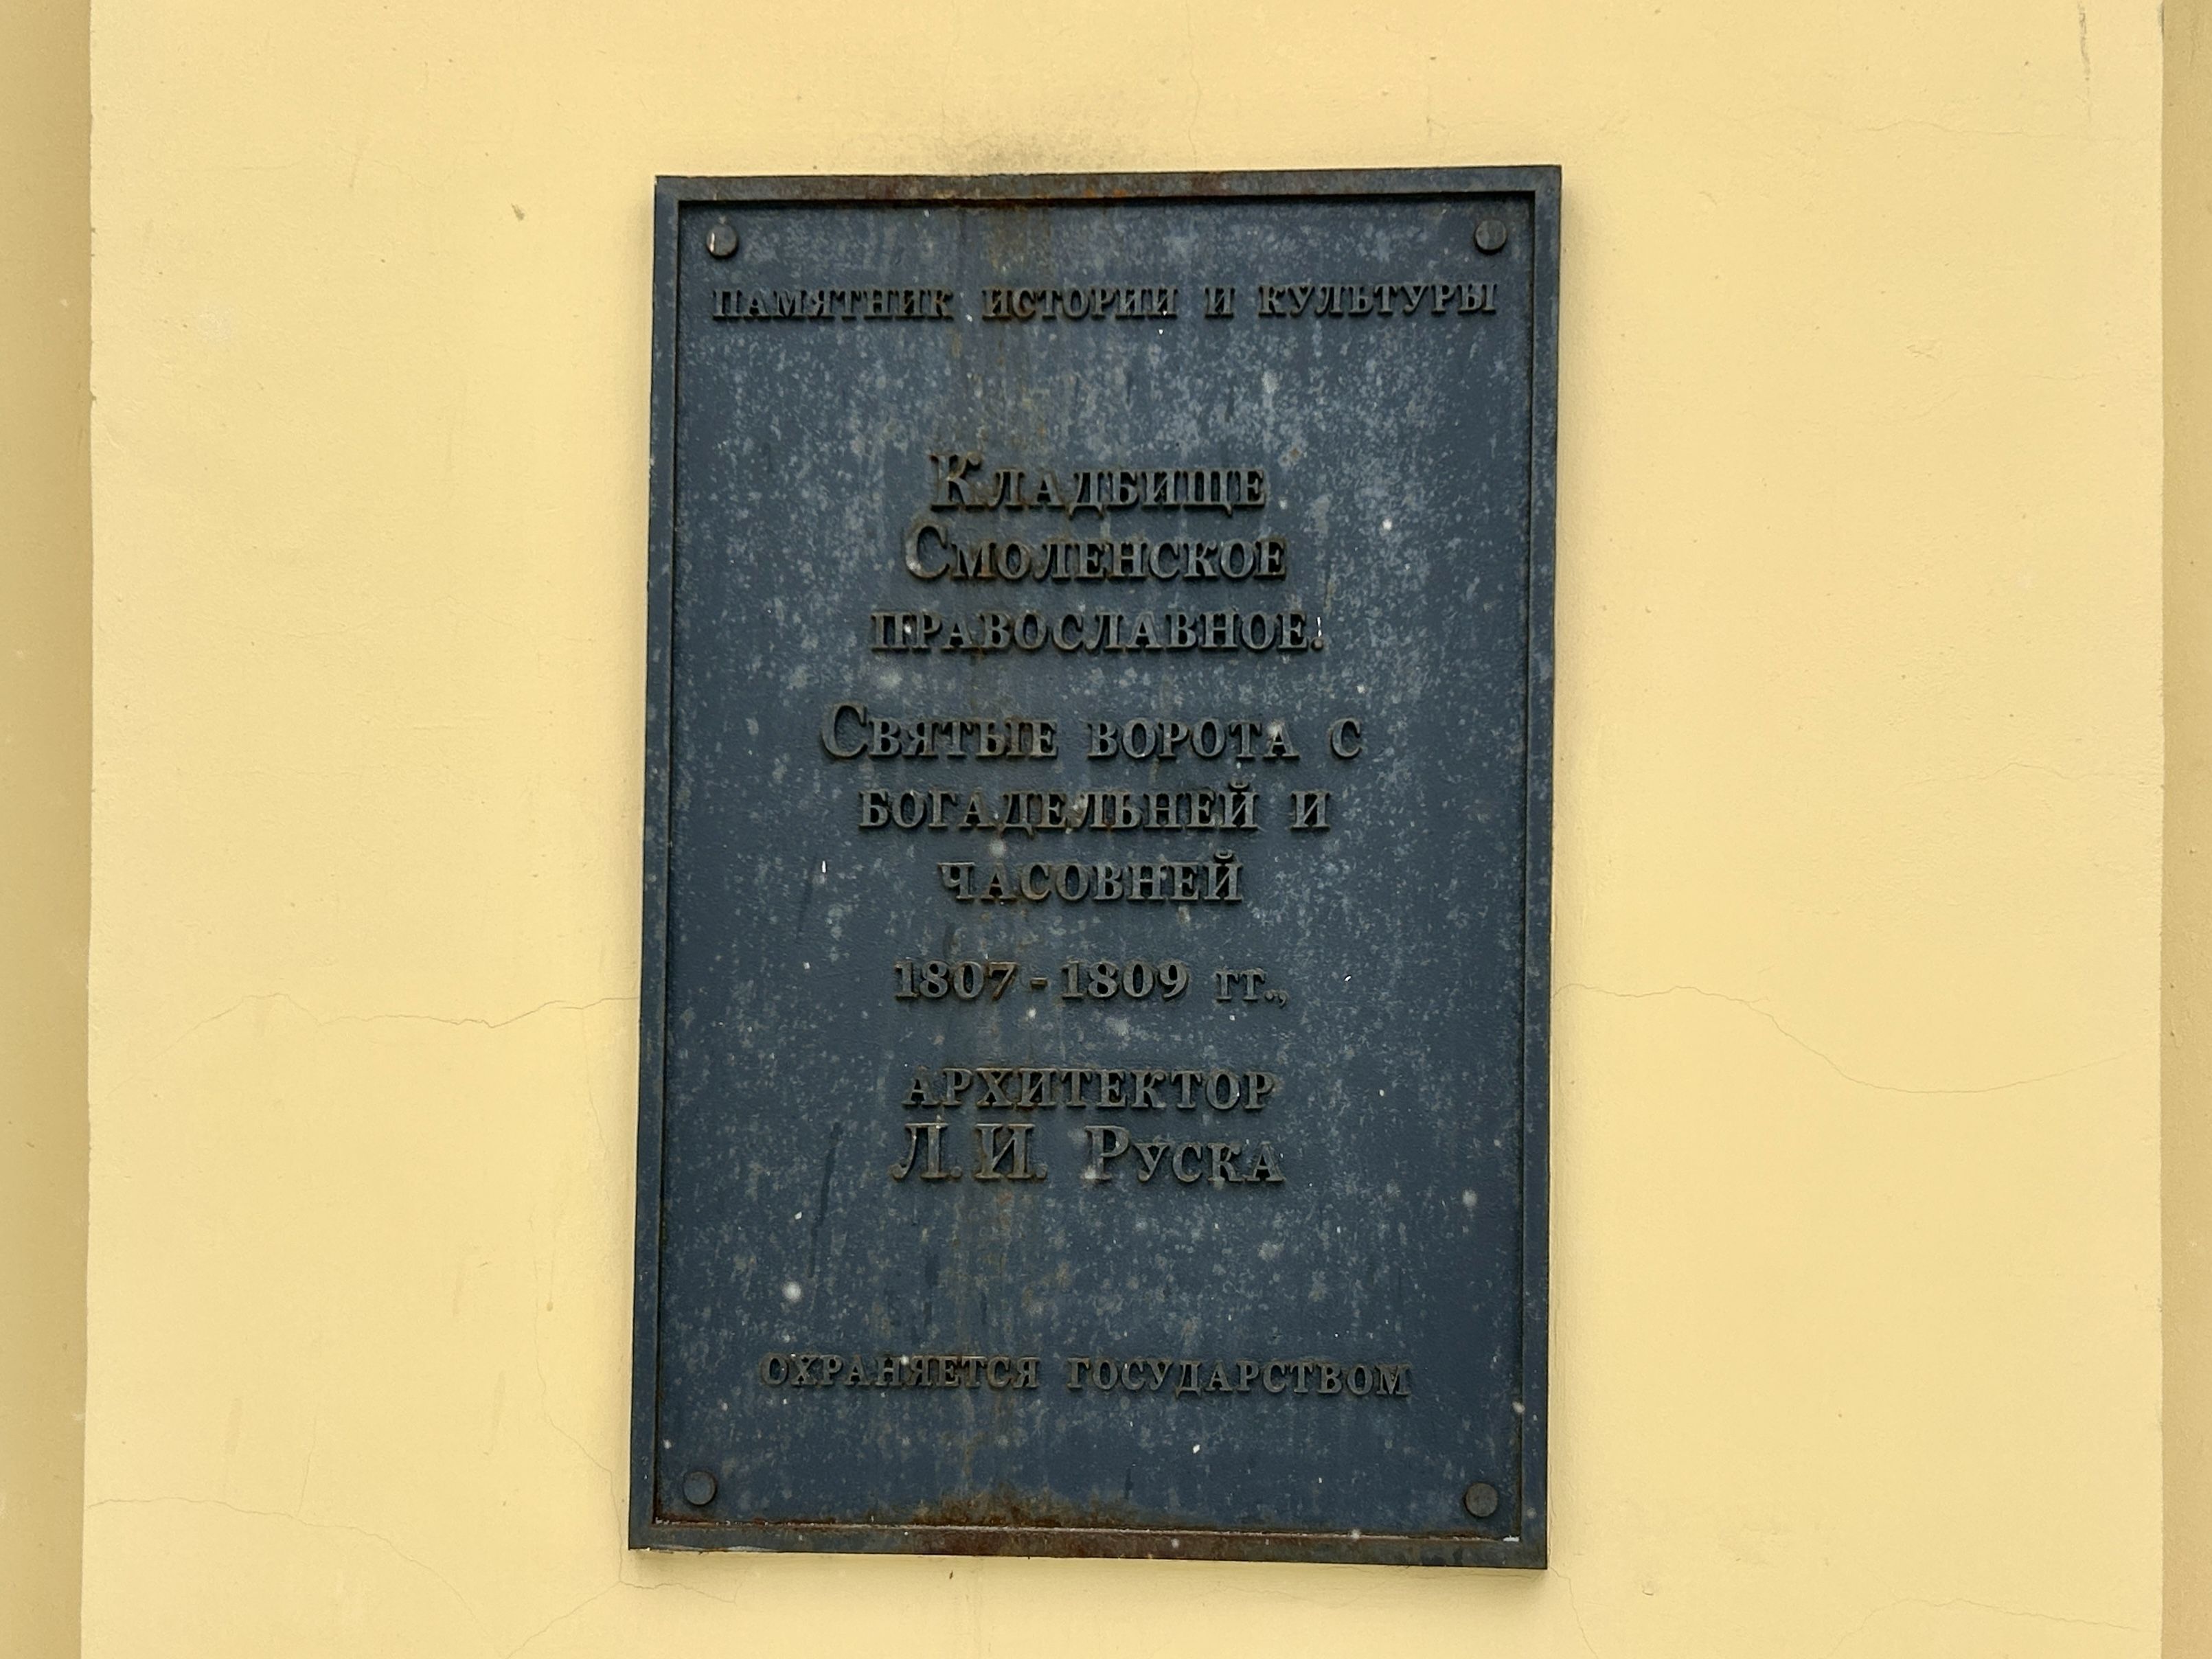 ПАМЯТНИК ИСТОРИИ И КУЛЬТУРЫ
КЛАДБИЩЕ
СМОЛЕНСКОЕ
ПРАВОСЛАВНОЕ.
СВЯТЫЕ ВОРОТА С
БОГАДЕЛЬНЕЙ И
ЧАСОВНЕЙ
1807-1809 ГГ.,
АРХИТЕКТОР
Л.И. РУСКА
ОХРАНЯЕТСЯ ГОСУДАРСТВОМ